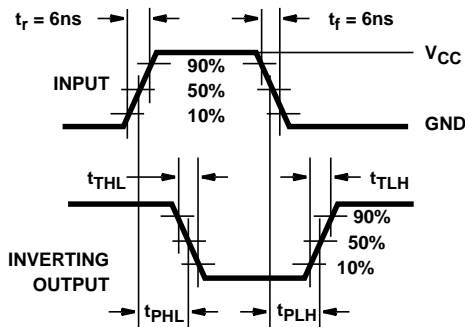 tr = 6ns
tf = 6ns
VCC
90%
INPUT
50%
10%
GND
tTHL
tTLH
90%
50%
INVERTING
OUTPUT
10%
tPHL
tPLH